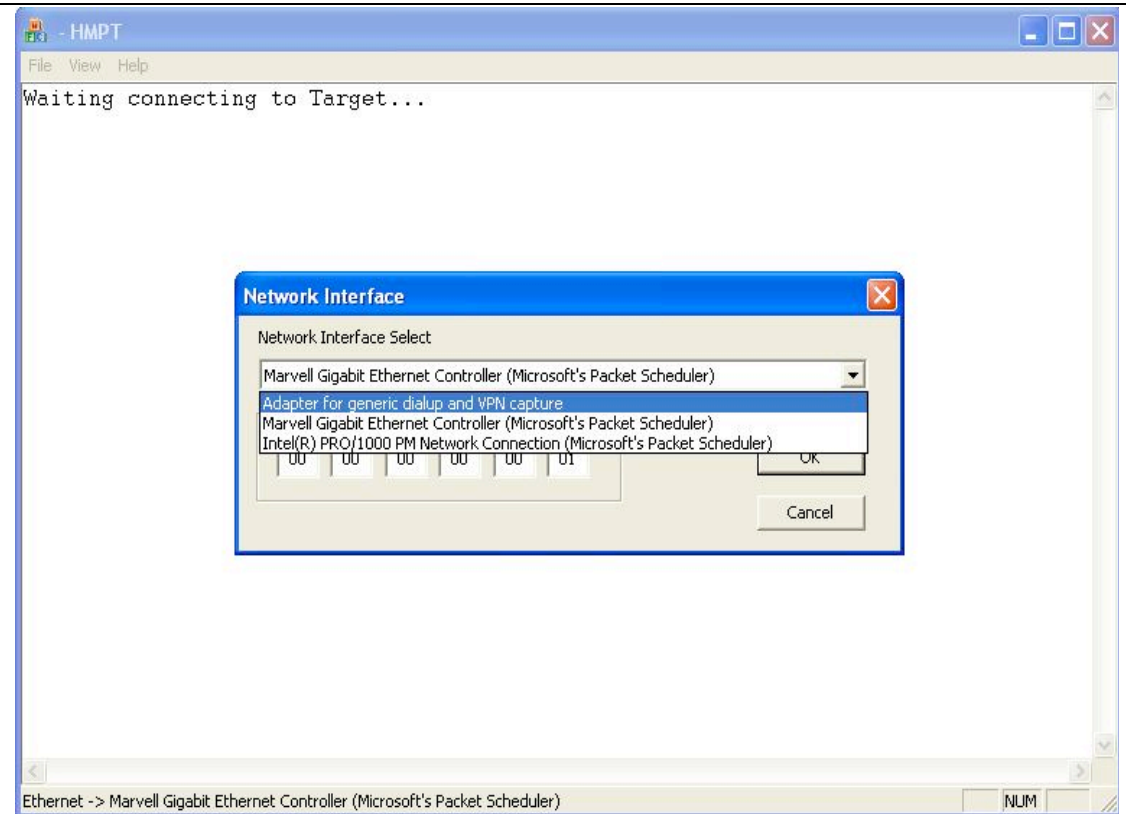 - HMPT
File View Help
Waiting connecting to Target...
Network Interface
Network Interface Select
Marvell Gigabit Ethernet Controller (Microsoft's Packet Scheduler)
Adapter for generic dialup and VPN capture
Marvell Gigabit Ethernet Controller (Microsoft's Packet Scheduler)
Intel(R) PRO/1000 PM Network Connection (Microsoft's Packet Scheduler)
00 00 00 00 00 01
OK
Cancel
Ethernet -> Marvell Gigabit Ethernet Controller (Microsoft's Packet Scheduler)
NUM